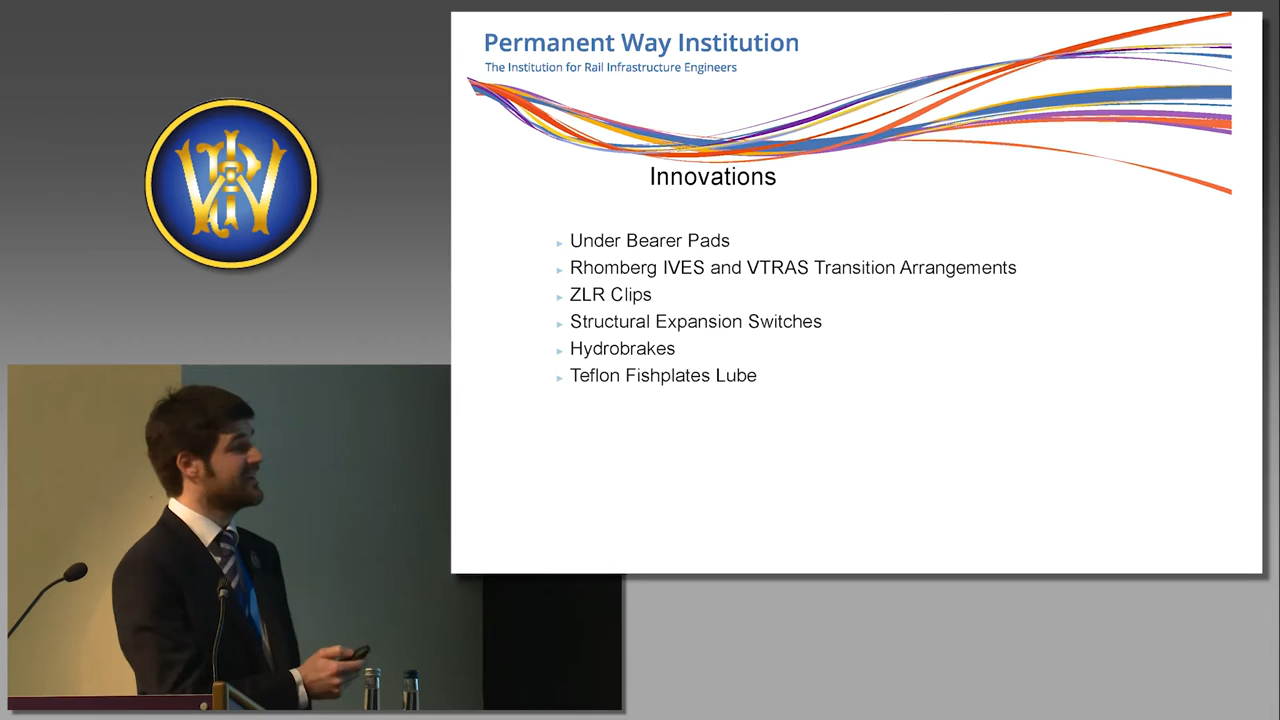 Permanent Way Institution
The Institution for Rail Infrastructure Engineers
Innovations
Under Bearer Pads
Rhomberg IVES and VTRAS Transition Arrangements
ZLR Clips
Structural Expansion Switches
Hydrobrakes
Teflon Fishplates Lube